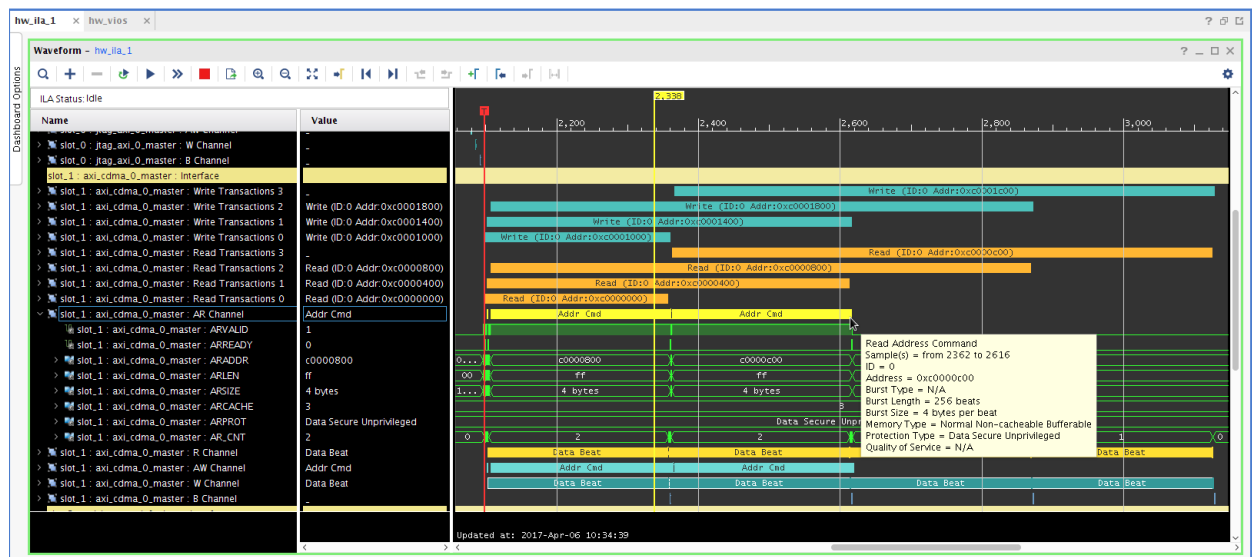 hw_ila_1 × hw_vios ×
Dashboard Options
Waveform - hw_ila_1
ILA Status: Idle
Name Value
2,338
T
2,200 2,400 2,600 2,800 3,000
slot_0 : jtag_axi_0_master : W Channel
slot_0 : jtag_axi_0_master : B Channel
slot_1 : axi_cdma_0_master : Interface
slot_1 : axi_cdma_0_master : Write Transactions 3 Write (ID:0 Addr:0xc0001c00)
slot_1 : axi_cdma_0_master : Write Transactions 2 Write (ID:0 Addr:0xc0001800) Write (ID:0 Addr:0xc0001800)
slot_1 : axi_cdma_0_master : Write Transactions 1 Write (ID:0 Addr:0xc0001400) Write (ID:0 Addr:0xc0001400)
slot_1 : axi_cdma_0_master : Write Transactions 0 Write (ID:0 Addr:0xc0001000) Write (ID:0 Addr:0xc0001000)
slot_1 : axi_cdma_0_master : Read Transactions 3 Read (ID:0 Addr:0xc0000c00)
slot_1 : axi_cdma_0_master : Read Transactions 2 Read (ID:0 Addr:0xc0000800) Read (ID:0 Addr:0xc0000800)
slot_1 : axi_cdma_0_master : Read Transactions 1 Read (ID:0 Addr:0xc0000400) Read (ID:0 Addr:0xc0000400)
slot_1 : axi_cdma_0_master : Read Transactions 0 Read (ID:0 Addr:0xc0000000) Read (ID:0 Addr:0xc0000000)
slot_1 : axi_cdma_0_master : AR Channel Addr Cmd Addr Cmd Addr Cmd
slot_1 : axi_cdma_0_master : ARVALID 1
slot_1 : axi_cdma_0_master : ARREADY 0
slot_1 : axi_cdma_0_master : ARADDR c0000800 0... c0000800 c0000c00
slot_1 : axi_cdma_0_master : ARLEN ff 00 ff ff
slot_1 : axi_cdma_0_master : ARSIZE 4 bytes 1... 4 bytes 4 bytes
slot_1 : axi_cdma_0_master : ARCACHE 3 3
slot_1 : axi_cdma_0_master : ARPROT Data Secure Unprivileged Data Secure Unpr
slot_1 : axi_cdma_0_master : AR_CNT 2 0 2 2 1 0
slot_1 : axi_cdma_0_master : R Channel Data Beat Data Beat Data Beat Data Beat
slot_1 : axi_cdma_0_master : AW Channel Addr Cmd Addr Cmd Addr Cmd
slot_1 : axi_cdma_0_master : W Channel Data Beat Data Beat Data Beat Data Beat Data Beat
slot_1 : axi_cdma_0_master : B Channel
Read Address Command
Sample(s) = from 2362 to 2616
ID = 0
Address = 0xc0000c00
Burst Type = N/A
Burst Length = 256 beats
Burst Size = 4 bytes per beat
Memory Type = Normal Non-cacheable Bufferable
Protection Type = Data Secure Unprivileged
Quality of Service = N/A
Updated at: 2017-Apr-06 10:34:39